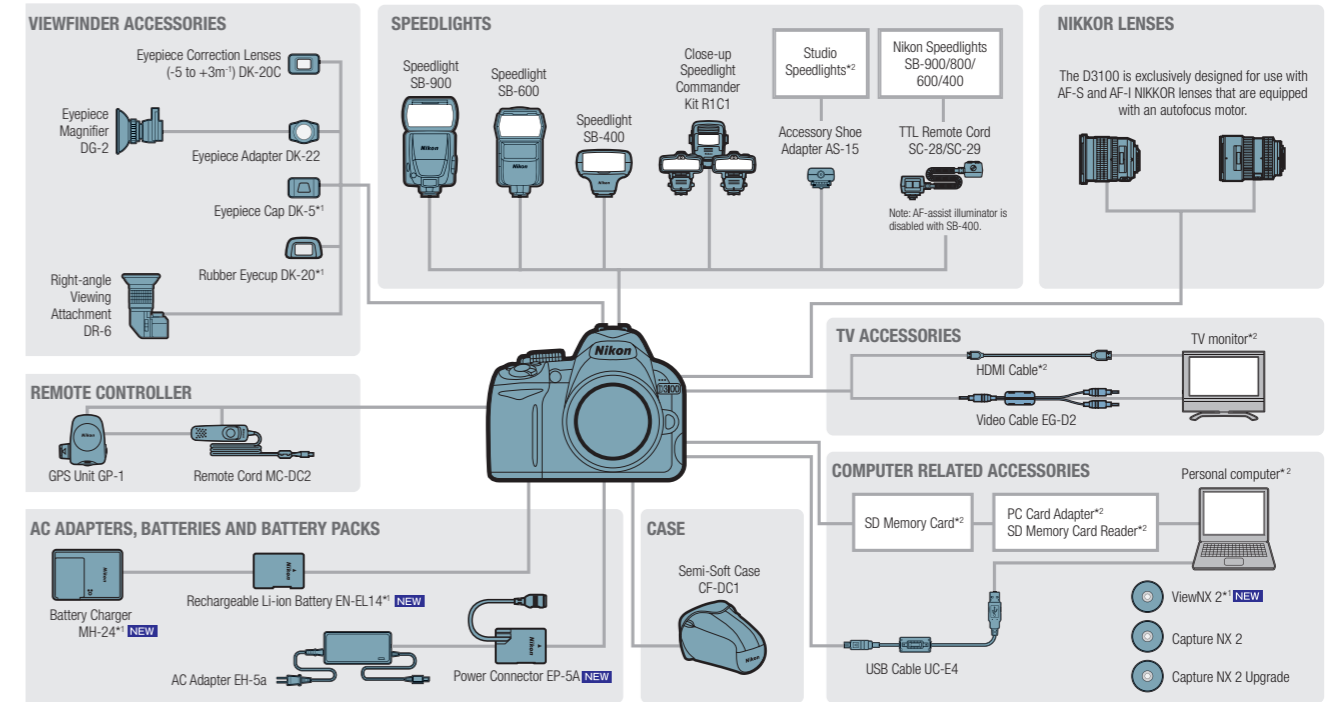 VIEWFINDER ACCESSORIES
Eyepiece Correction Lenses
(-5 to +3m⁻¹) DK-20C
Eyepiece
Magnifier
DG-2
Eyepiece Adapter DK-22
Eyepiece Cap DK-5*1
Rubber Eyecup DK-20*1
Right-angle
Viewing
Attachment
DR-6
SPEEDLIGHTS
Speedlight
SB-900
Speedlight
SB-600
Speedlight
SB-400
Close-up
Speedlight
Commander
Kit R1C1
Studio
Speedlights*2
Accessory Shoe
Adapter AS-15
Nikon Speedlights
SB-900/800/
600/400
TTL Remote Cord
SC-28/SC-29
Note: AF-assist illuminator is
disabled with SB-400.
Nikon
Nikon
Nikon
NIKKOR LENSES
The D3100 is exclusively designed for use with
AF-S and AF-I NIKKOR lenses that are equipped
with an autofocus motor.
Nikon
REMOTE CONTROLLER
Nikon
GPS Unit GP-1
Remote Cord MC-DC2
TV ACCESSORIES
TV monitor*2
HDMI Cable*2
Video Cable EG-D2
AC ADAPTERS, BATTERIES AND BATTERY PACKS
Nikon
Battery Charger
MH-24*1 NEW
Nikon
Rechargeable Li-ion Battery EN-EL14*1 NEW
AC Adapter EH-5a
Nikon
Power Connector EP-5A NEW
CASE
Semi-Soft Case
CF-DC1
Nikon
COMPUTER RELATED ACCESSORIES
Personal computer*2
SD Memory Card*2
PC Card Adapter*2
SD Memory Card Reader*2
USB Cable UC-E4
ViewNX 2*1 NEW
Capture NX 2
Capture NX 2 Upgrade